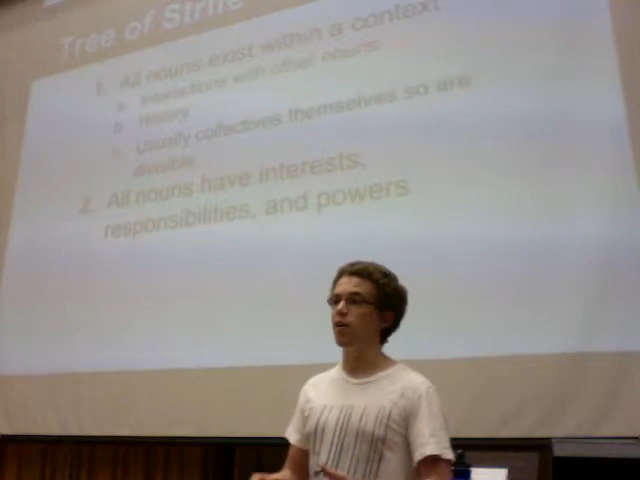 Tree of Strife
1. All nouns exist within a context
a. Interactions with other nouns
b. History
c. Usually collectives themselves so are
divisible
2. All nouns have interests,
responsibilities, and powers